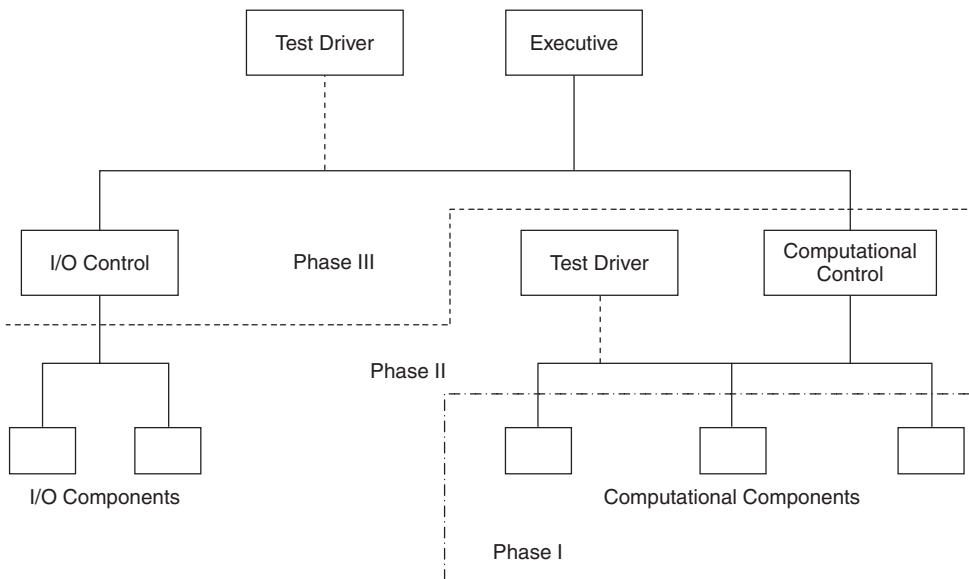 Test Driver
Executive
I/O Control
Phase III
Test Driver
Computational
Control
Phase II
I/O Components
Computational Components
Phase I